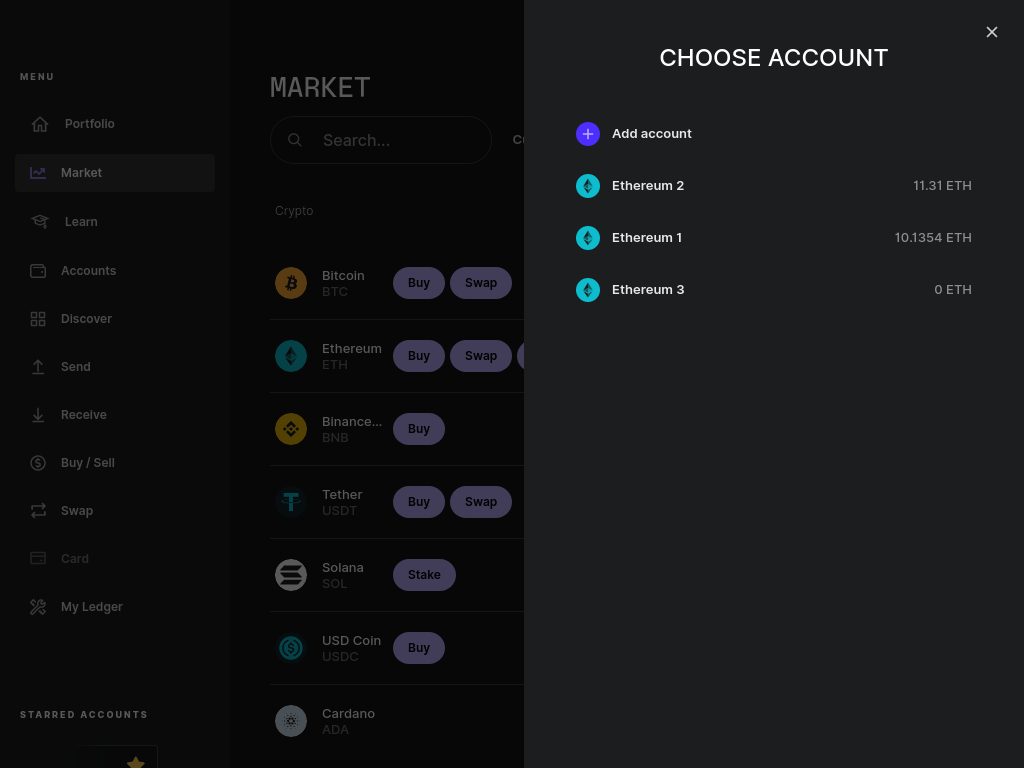 MENU
Portfolio
Market
Learn
Accounts
Discover
Send
Receive
Buy / Sell
Swap
Card
My Ledger
STARRED ACCOUNTS
MARKET
Search...
Crypto
Bitcoin
BTC
Buy
Swap
Ethereum
ETH
Buy
Swap
Binance...
BNB
Buy
Tether
USDT
Buy
Swap
Solana
SOL
Stake
USD Coin
USDC
Buy
Cardano
ADA
CHOOSE ACCOUNT
Add account
Ethereum 2 11.31 ETH
Ethereum 1 10.1354 ETH
Ethereum 3 0 ETH